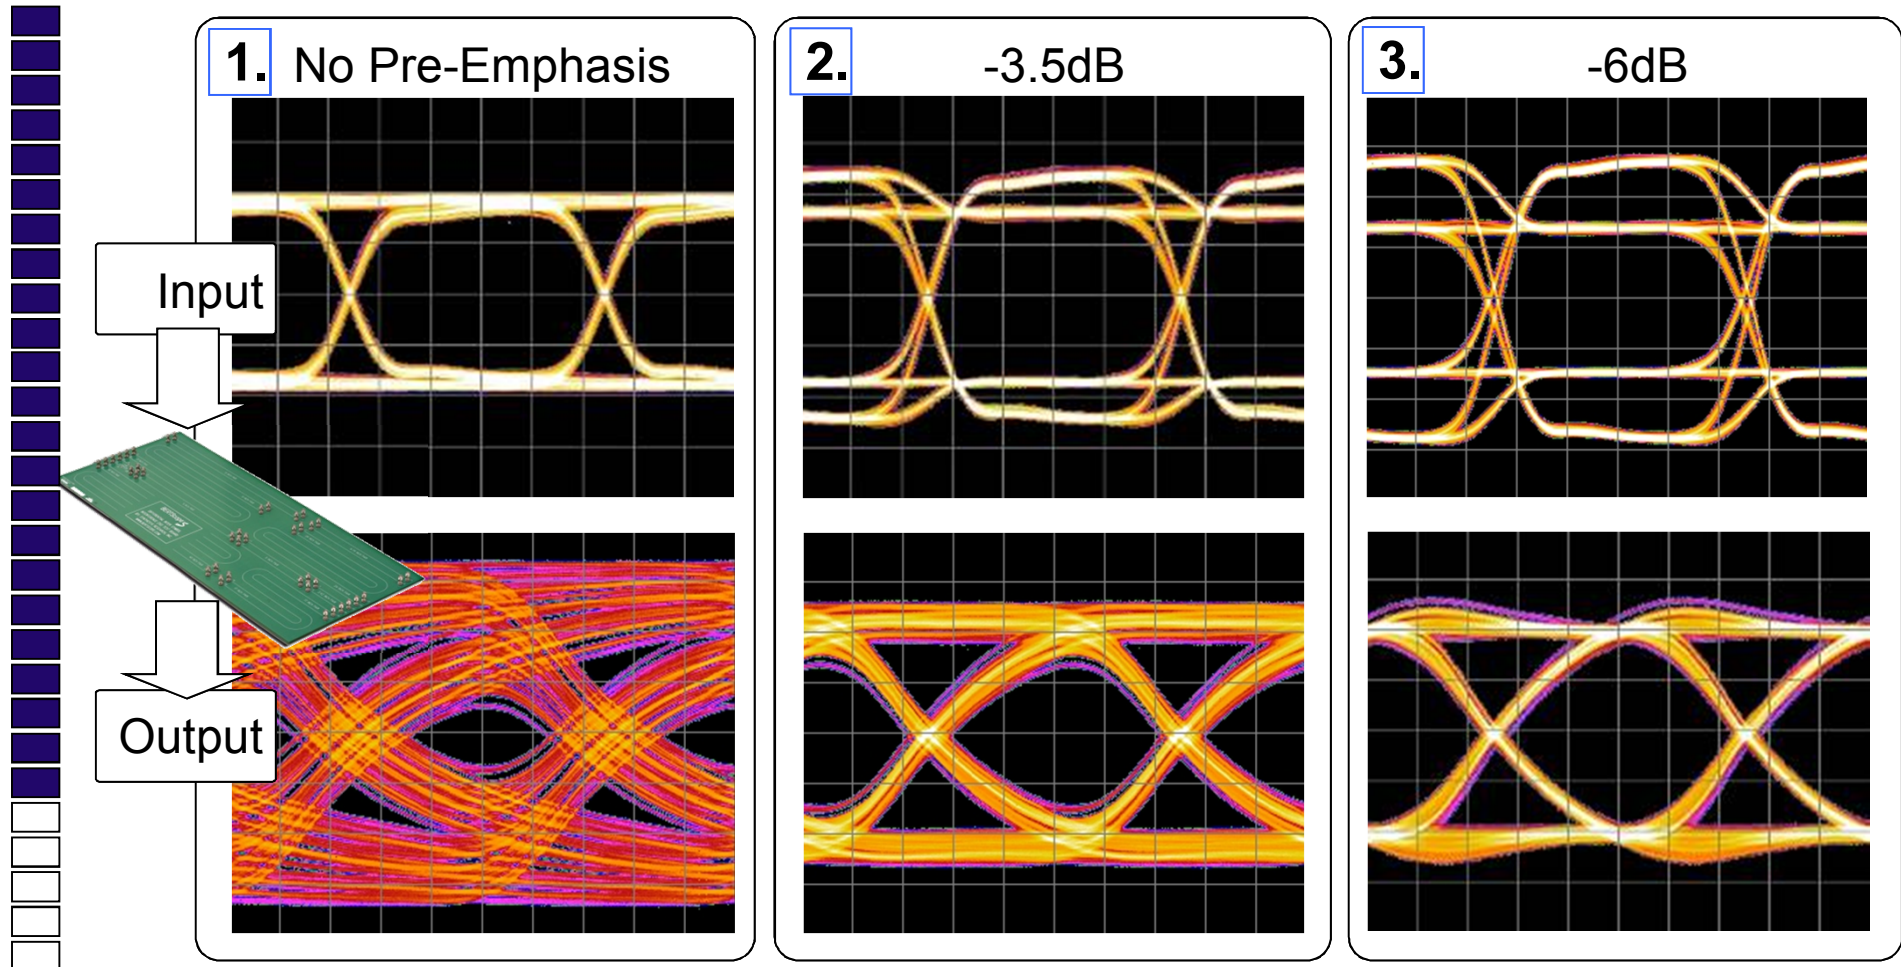 1. No Pre-Emphasis
2. -3.5dB
3. -6dB
Input
Output